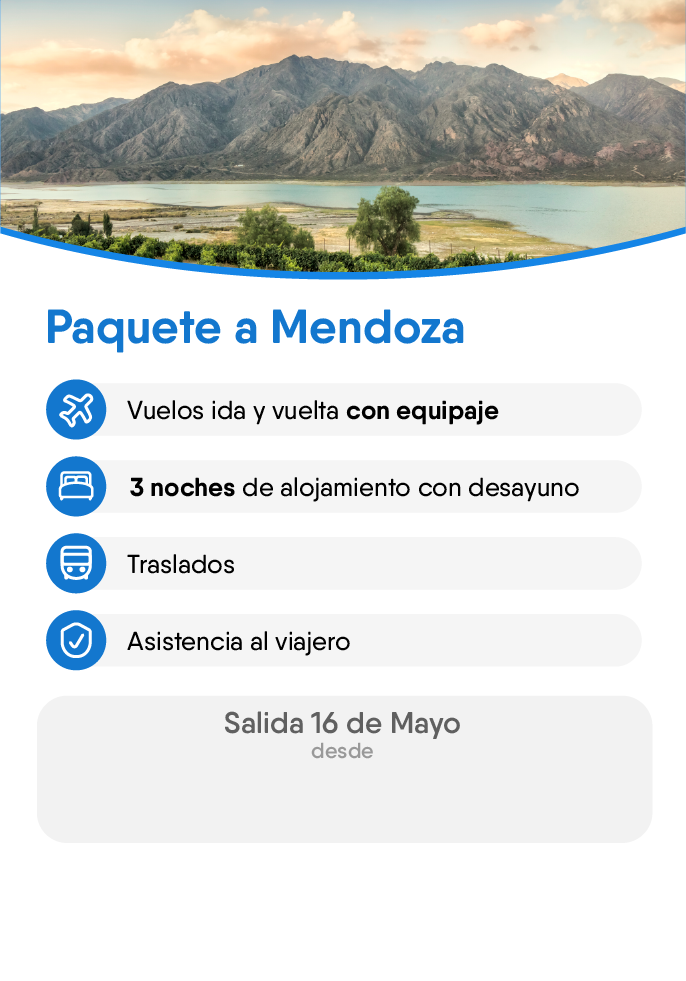 Paquete a Mendoza
Vuelos ida y vuelta con equipaje
3 noches de alojamiento con desayuno
Traslados
Asistencia al viajero
Salida 16 de Mayo
desde